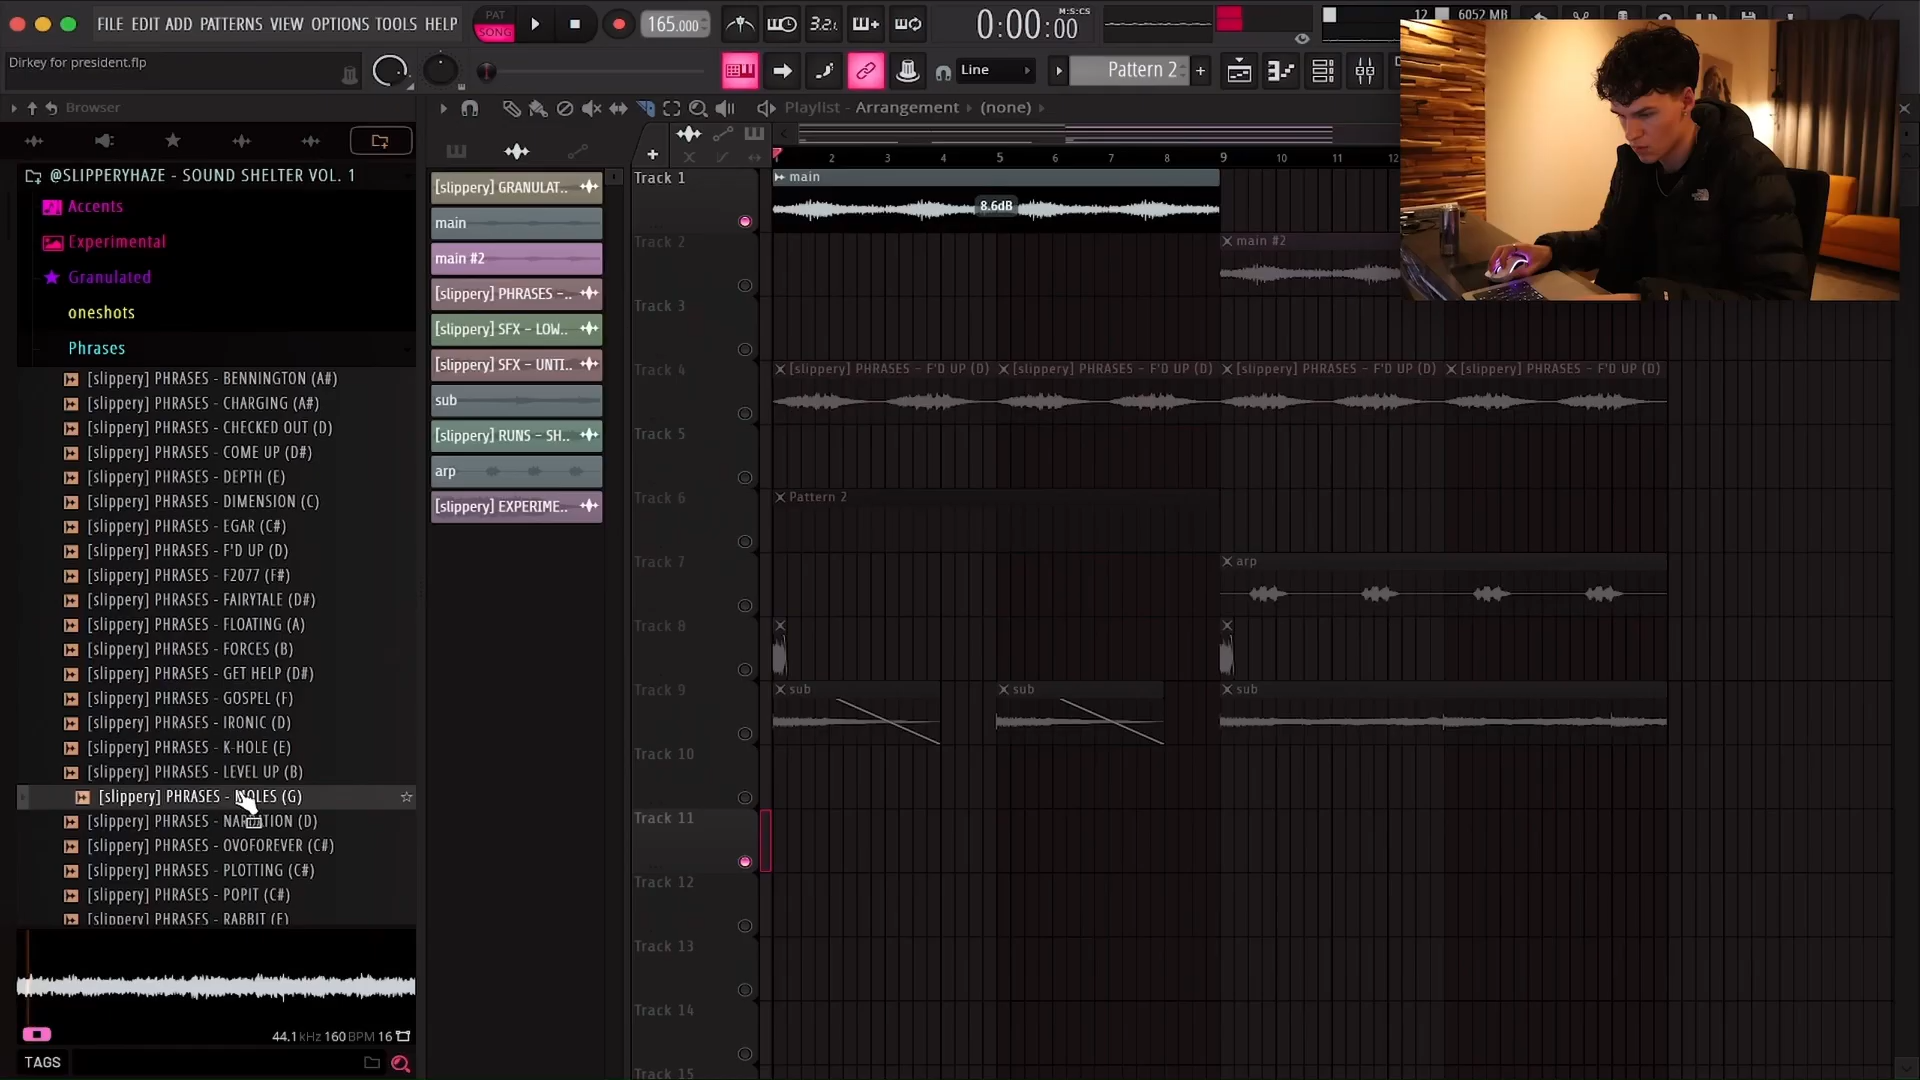 FILE EDIT ADD PATTERNS VIEW OPTIONS TOOLS HELP
PAT
SONG
165.000
3.2
0:00:00
M:S:CS
12
6052 MB
Dirkey for president.flp
Line
Pattern 2
Browser
Playlist - Arrangement
(none)
@SLIPPERYHAZE - SOUND SHELTER VOL. 1
Accents
Experimental
Granulated
oneshots
Phrases
[slippery] PHRASES - BENNINGTON (A#)
[slippery] PHRASES - CHARGING (A#)
[slippery] PHRASES - CHECKED OUT (D)
[slippery] PHRASES - COME UP (D#)
[slippery] PHRASES - DEPTH (E)
[slippery] PHRASES - DIMENSION (C)
[slippery] PHRASES - EGAR (C#)
[slippery] PHRASES - F'D UP (D)
[slippery] PHRASES - F2077 (F#)
[slippery] PHRASES - FAIRYTALE (D#)
[slippery] PHRASES - FLOATING (A)
[slippery] PHRASES - FORCES (B)
[slippery] PHRASES - GET HELP (D#)
[slippery] PHRASES - GOSPEL (F)
[slippery] PHRASES - IRONIC (D)
[slippery] PHRASES - K-HOLE (E)
[slippery] PHRASES - LEVEL UP (B)
[slippery] PHRASES - (G)
[slippery] PHRASES - (D)
[slippery] PHRASES - OVOFOREVER (C#)
[slippery] PHRASES - PLOTTING (C#)
[slippery] PHRASES - POPIT (C#)
[slippery] PHRASES - RABBIT
44.1 kHz 160 BPM 16
TAGS
[slippery] GRANULAT..
main
main #2
[slippery] PHRASES -..
[slippery] SFX - LOW..
[slippery] SFX - UNTI..
sub
[slippery] RUNS - SH..
arp
[slippery] EXPERIME..
1 2 3 4 5 6 7 8 9 10 11 12
Track 1
main
8.6dB
Track 2
main #2
Track 3
Track 4
[slippery] PHRASES - F'D UP (D)
[slippery] PHRASES - F'D UP (D)
[slippery] PHRASES - F'D UP (D)
[slippery] PHRASES - F'D UP (D)
Track 5
Track 6
Pattern 2
Track 7
arp
Track 8
Track 9
sub
sub
sub
Track 10
Track 11
Track 12
Track 13
Track 14
Track 15